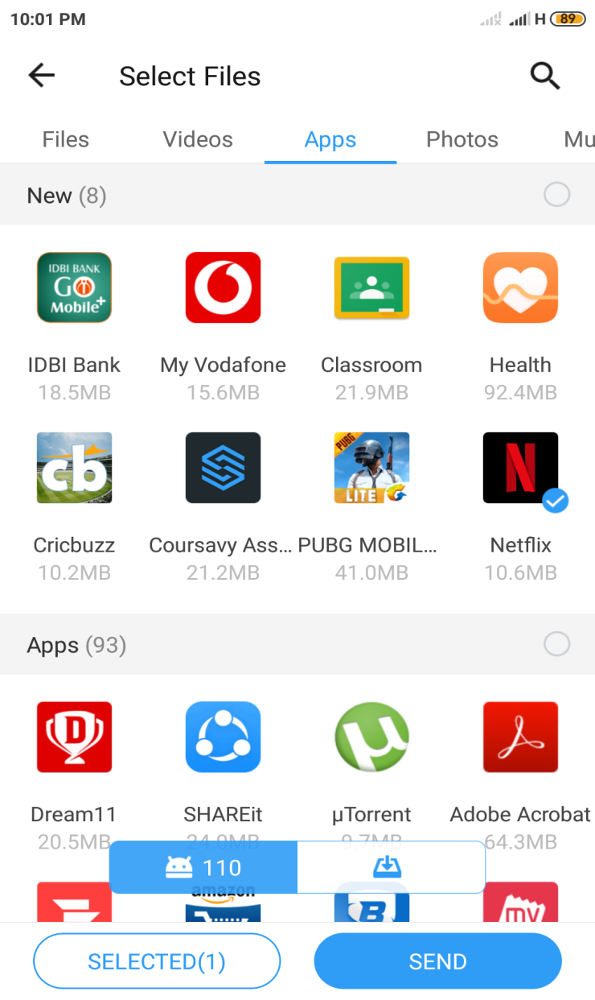 10:01 PM
H 89
Select Files
Files Videos Apps Photos Mu
New (8)
IDBI BANK
GO
Mobile+
IDBI Bank My Vodafone Classroom Health
18.5MB 15.6MB 21.9MB 92.4MB
cb
PUBG
LITE
N
Cricbuzz Coursavy Ass... PUBG MOBIL... Netflix
10.2MB 21.2MB 41.0MB 10.6MB
Apps (93)
D
µ
Dream11 SHAREit µTorrent Adobe Acrobat
20.5MB 24.0MB 9.7MB 64.3MB
110
amazon
B
my
SELECTED(1) SEND